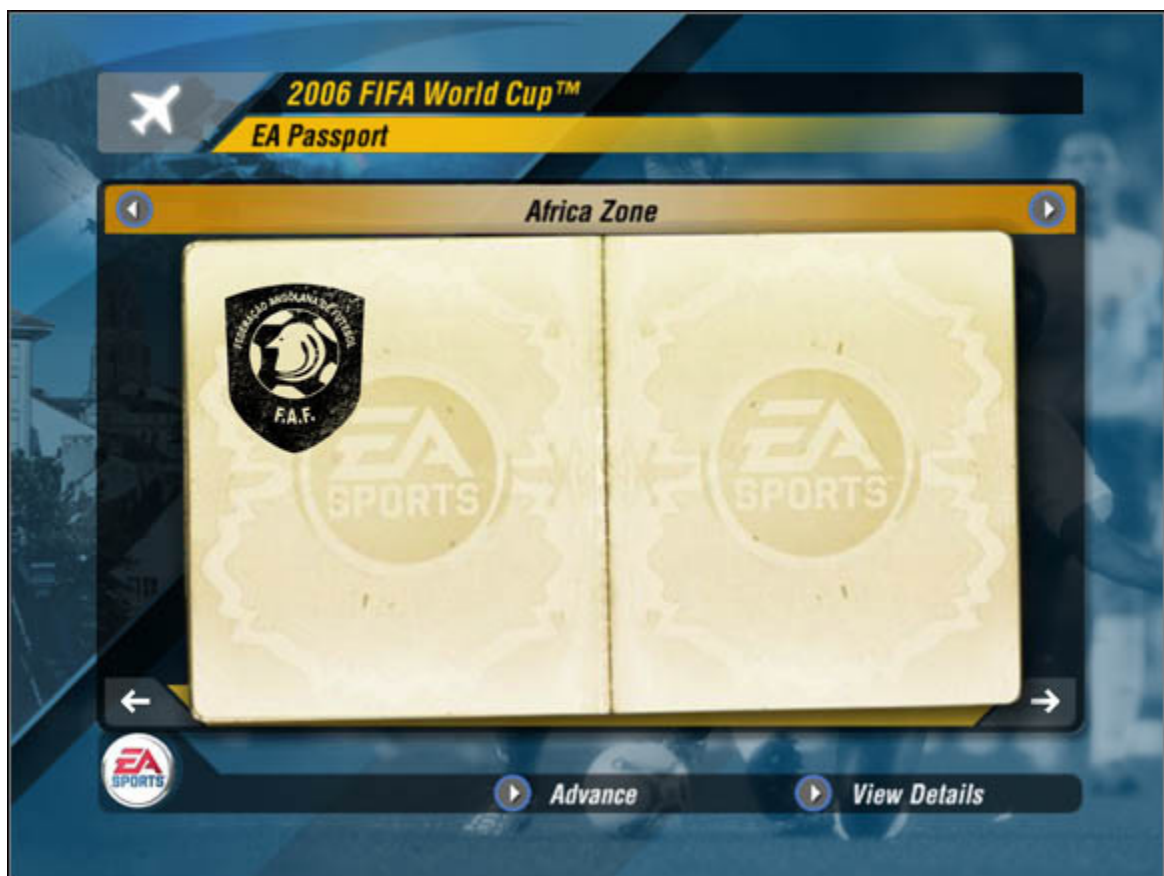 2006 FIFA World Cup™
EA Passport
Africa Zone
FEDERAÇÃO ANGOLANA DE FUTEBOL
F.A.F.
EA
SPORTS
EA
SPORTS
EA
SPORTS
Advance
View Details